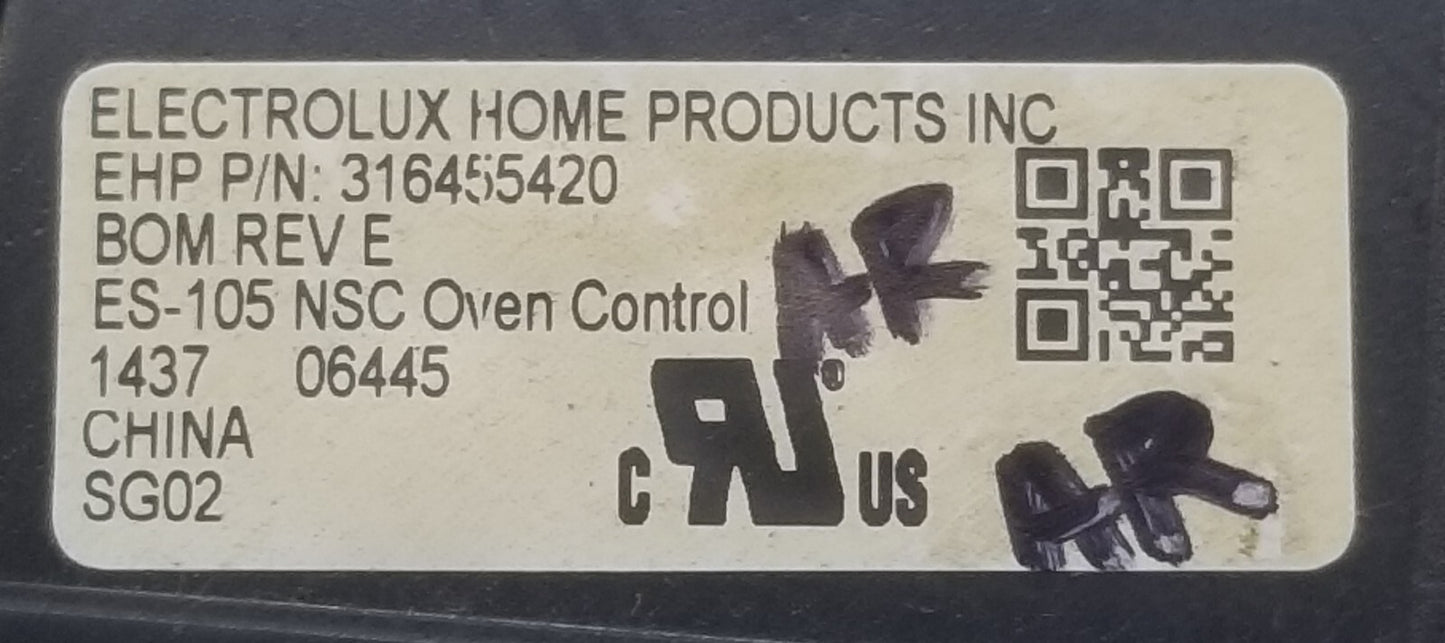 ELECTROLUX HOME PRODUCTS INC
EHP P/N: 316455420
BOM REV E
ES-105 NSC Oven Control
1437 06445
CHINA
SG02
AR
C RU® US
AR